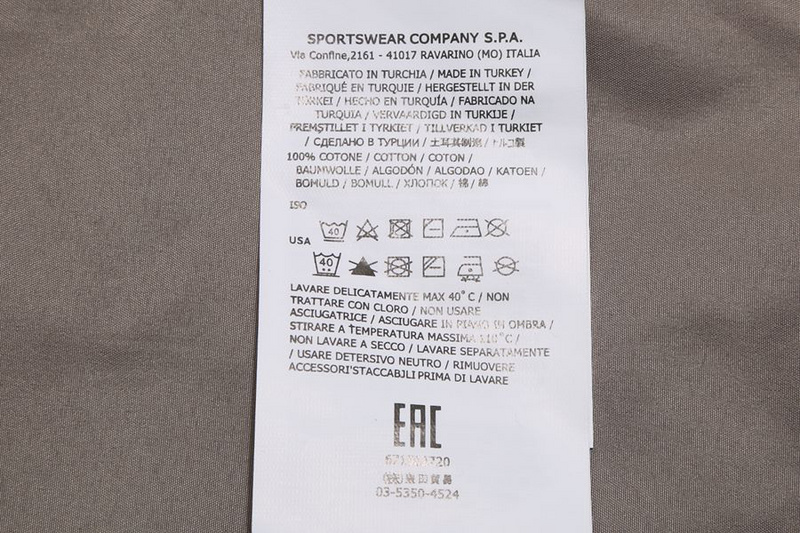 SPORTSWEAR COMPANY S.P.A.
Via Confine,2161 - 41017 RAVARINO (MO) ITALIA
FABBRICATO IN TURCHIA / MADE IN TURKEY /
FABRIQUÉ EN TURQUIE / HERGESTELLT IN DER
TÜRKEI / HECHO EN TURQUÍA / FABRICADO NA
TURQUIA / VERVAARDIGD IN TURKIJE /
FREMSTILLET I TYRKIET / TILLVERKAD I TURKIET
/ СДЕЛАНО В ТУРЦИИ / 土耳其制造 / トルコ製
100% COTONE / COTTON / COTON /
BAUMWOLLE / ALGODÓN / ALGODAO / KATOEN /
BOMULD / BOMULL / ХЛОПОК / 棉 / 綿
ISO
40
USA
40
LAVARE DELICATAMENTE MAX 40°C / NON
TRATTARE CON CLORO / NON USARE
ASCIUGATRICE / ASCIUGARE IN PIANO IN OMBRA /
STIRARE A TEMPERATURA MASSIMA 110°C /
NON LAVARE A SECCO / LAVARE SEPARATAMENTE
/ USARE DETERSIVO NEUTRO / RIMUOVERE
ACCESSORI STACCABILI PRIMA DI LAVARE
EAC
03-5350-4524